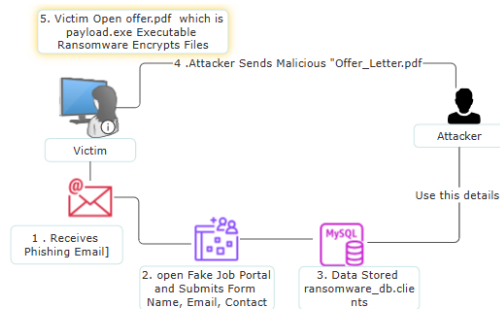 5. Victim Open offer.pdf which is
payload.exe Executable
Ransomware Encrypts Files
4 .Attacker Sends Malicious "Offer_Letter.pdf
Victim
Attacker
Use this details
1 . Receives
Phishing Email]
MySQL
2. open Fake Job Portal
and Submits Form
Name, Email, Contact
3. Data Stored
ransomware_db.clie
nts